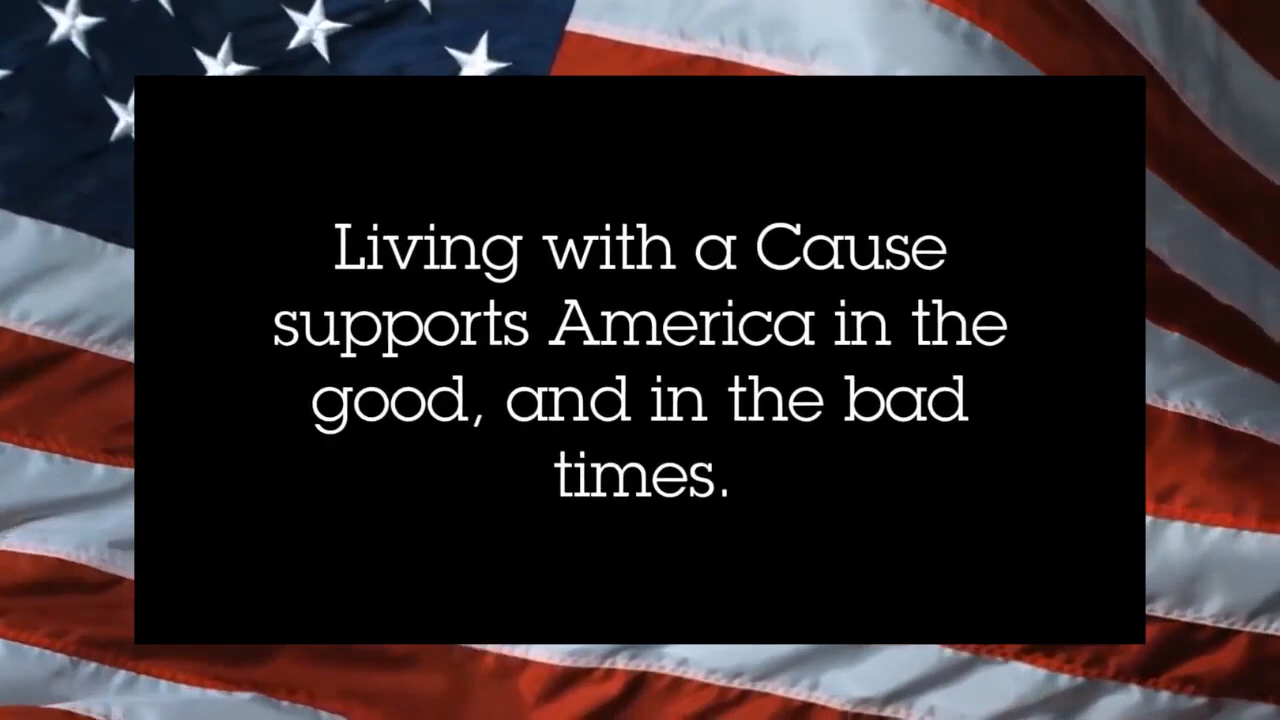 Living with a Cause
supports America in the
good, and in the bad
times.